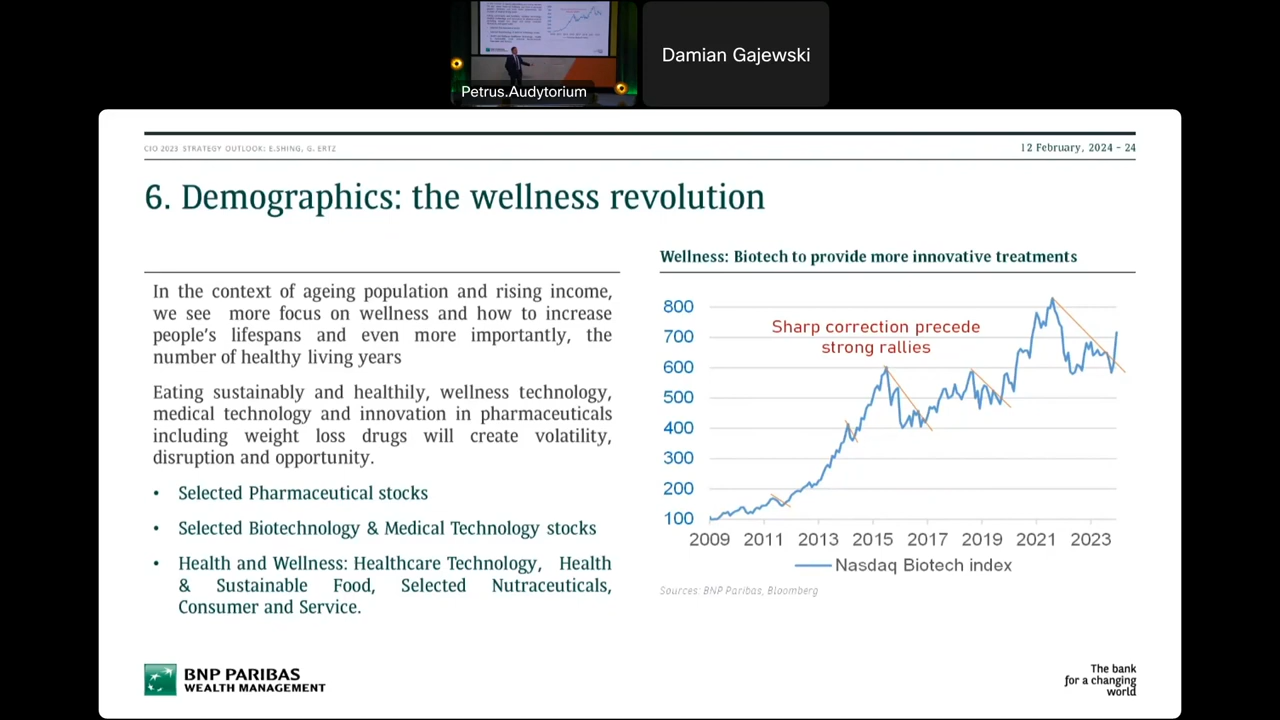 Petrus.Audytorium
Damian Gajewski
CIO 2023 STRATEGY OUTLOOK: E.SHING, G. ERTZ
12 February, 2024 – 24
6. Demographics: the wellness revolution
In the context of ageing population and rising income,
we see more focus on wellness and how to increase
people's lifespans and even more importantly, the
number of healthy living years
Eating sustainably and healthily, wellness technology,
medical technology and innovation in pharmaceuticals
including weight loss drugs will create volatility,
disruption and opportunity.
• Selected Pharmaceutical stocks
• Selected Biotechnology & Medical Technology stocks
• Health and Wellness: Healthcare Technology, Health
& Sustainable Food, Selected Nutraceuticals,
Consumer and Service.
Wellness: Biotech to provide more innovative treatments
Sharp correction precede
strong rallies
800
700
600
500
400
300
200
100
2009 2011 2013 2015 2017 2019 2021 2023
Nasdaq Biotech index
Sources: BNP Paribas, Bloomberg
BNP PARIBAS
WEALTH MANAGEMENT
The bank
for a changing
world